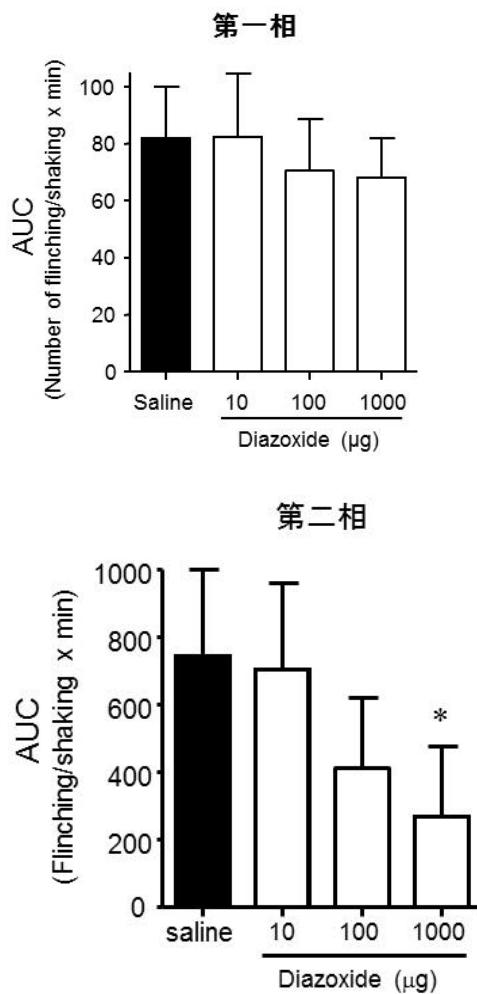 第一相
AUC
(Number of flinching/shaking x min)
100
80
60
40
20
0
Saline
10
100
1000
Diazoxide (µg)
第二相
AUC
(Flinching/shaking x min)
1000
800
600
400
200
0
*
saline
10
100
1000
Diazoxide (µg)